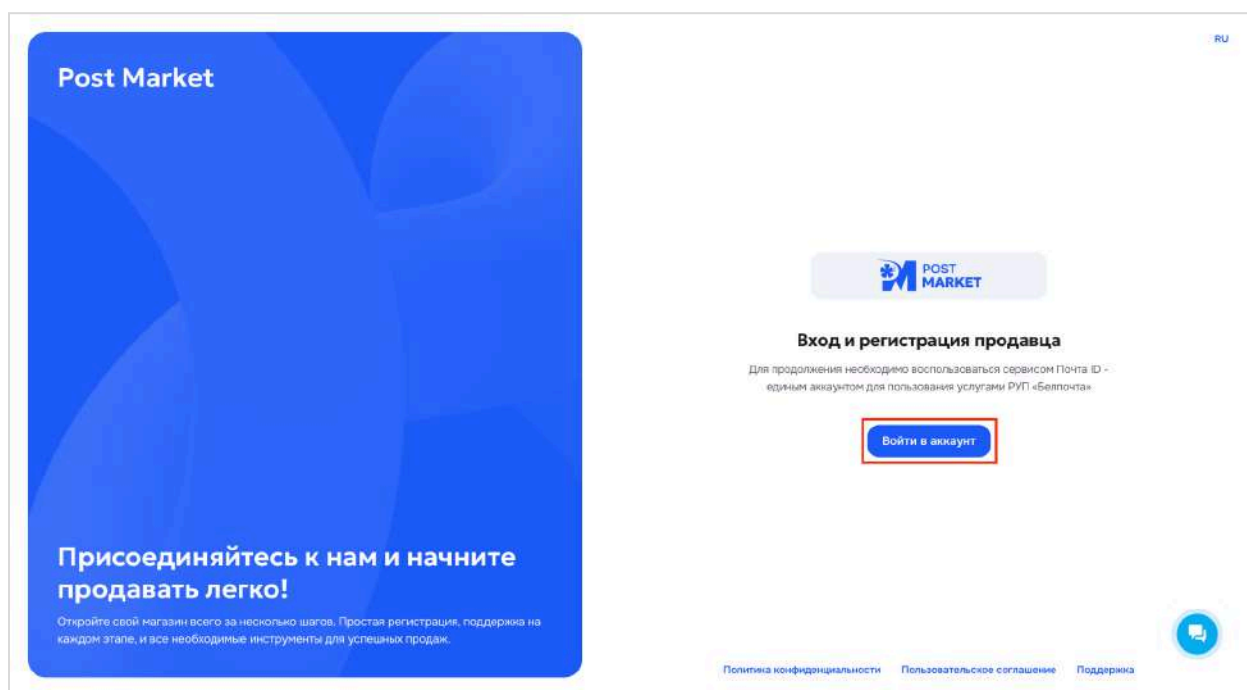 Post Market
RU
POST
MARKET
Вход и регистрация продавца
Для продолжения необходимо воспользоваться сервисом Почта ID -
единым аккаунтом для пользования услугами РУП «Белпочта»
Войти в аккаунт
Присоединяйтесь к нам и начните
продавать легко!
Откройте свой магазин всего за несколько шагов. Простая регистрация, поддержка на
каждом этапе, и все необходимые инструменты для успешных продаж.
Политика конфиденциальности Пользовательское соглашение Поддержка